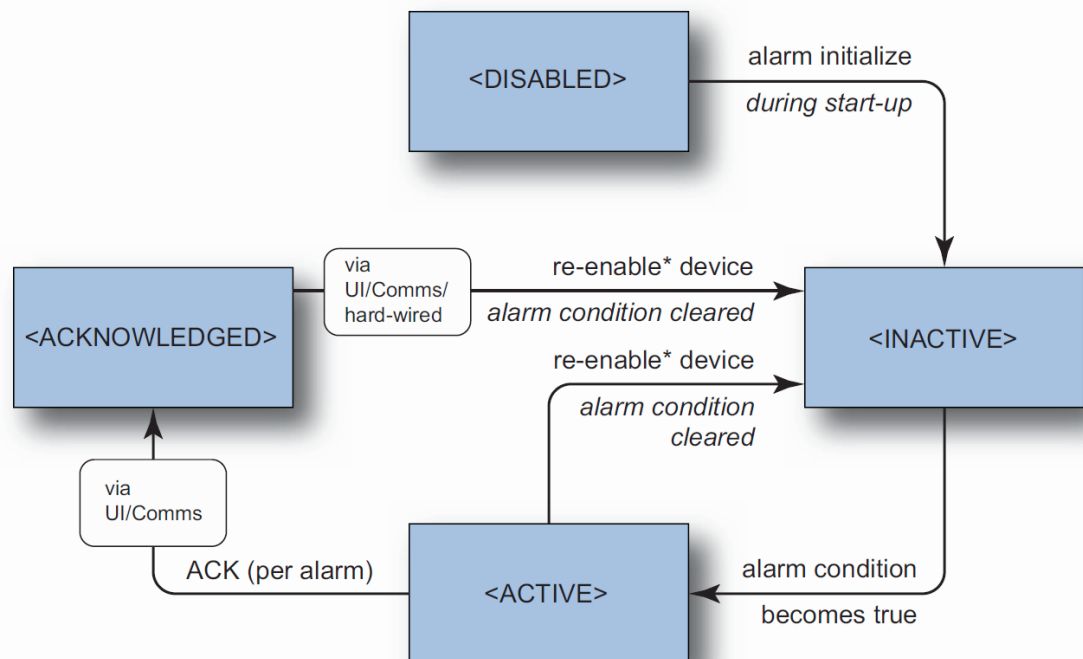 <DISABLED>
alarm initialize
during start-up
<ACKNOWLEDGED>
via
UI/Comms/
hard-wired
re-enable* device
alarm condition cleared
<INACTIVE>
re-enable* device
alarm condition
cleared
via
UI/Comms
ACK (per alarm)
<ACTIVE>
alarm condition
becomes true